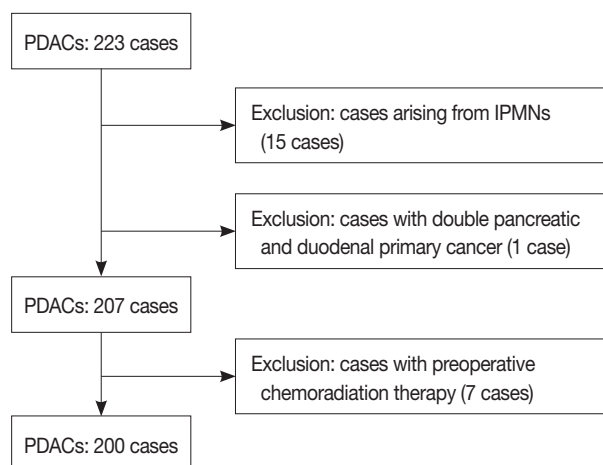 PDACs: 223 cases
Exclusion: cases arising from IPMNs
(15 cases)
Exclusion: cases with double pancreatic
and duodenal primary cancer (1 case)
PDACs: 207 cases
Exclusion: cases with preoperative
chemoradiation therapy (7 cases)
PDACs: 200 cases